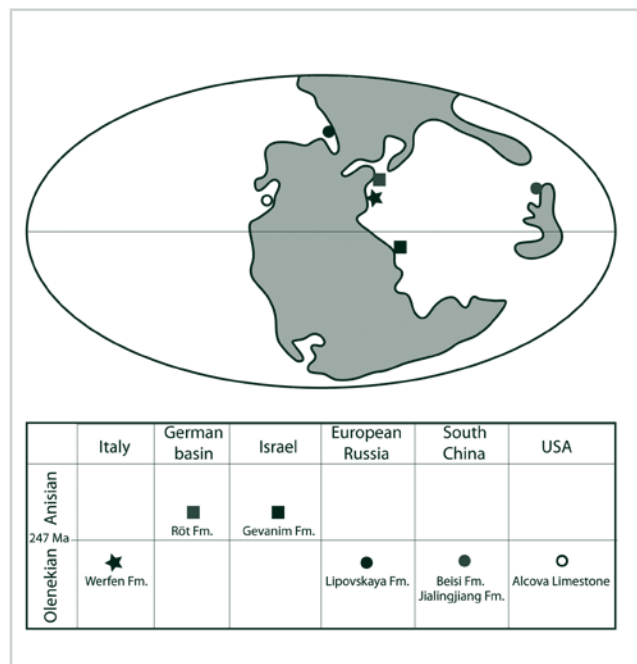 Italy
German
basin
Israel
European
Russia
South
China
USA
Anisian
Röt Fm.
Gevanim Fm.
247 Ma
Olenekian
Werfen Fm.
Lipovskaya Fm.
Beisi Fm.
Jialingjiang Fm.
Alcova Limestone